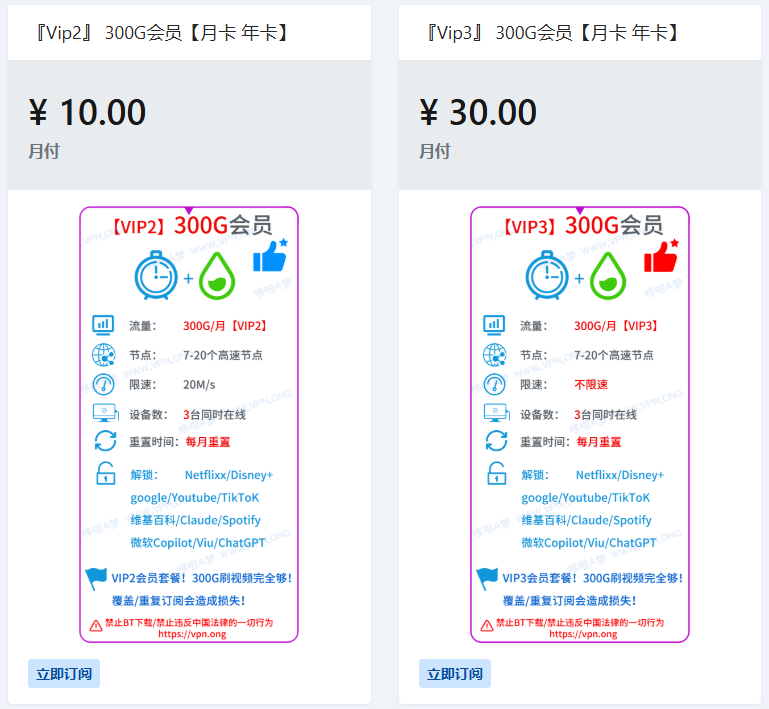 『Vip2』 300G会员【月卡 年卡】
¥ 10.00
月付
【VIP2】300G会员
流量: 300G/月【VIP2】
节点: 7-20个高速节点
限速: 20M/s
设备数: 3台同时在线
重置时间: 每月重置
解锁: Netflixx/Disney+
google/Youtube/TikToK
维基百科/Claude/Spotify
微软Copilot/Viu/ChatGPT
VIP2会员套餐！300G刷视频完全够！
覆盖/重复订阅会造成损失！
禁止BT下载/禁止违反中国法律的一切行为
https://vpn.ong
立即订阅
『Vip3』 300G会员【月卡 年卡】
¥ 30.00
月付
【VIP3】300G会员
流量: 300G/月【VIP3】
节点: 7-20个高速节点
限速: 不限速
设备数: 3台同时在线
重置时间: 每月重置
解锁: Netflixx/Disney+
google/Youtube/TikToK
维基百科/Claude/Spotify
微软Copilot/Viu/ChatGPT
VIP3会员套餐！300G刷视频完全够！
覆盖/重复订阅会造成损失！
禁止BT下载/禁止违反中国法律的一切行为
https://vpn.ong
立即订阅